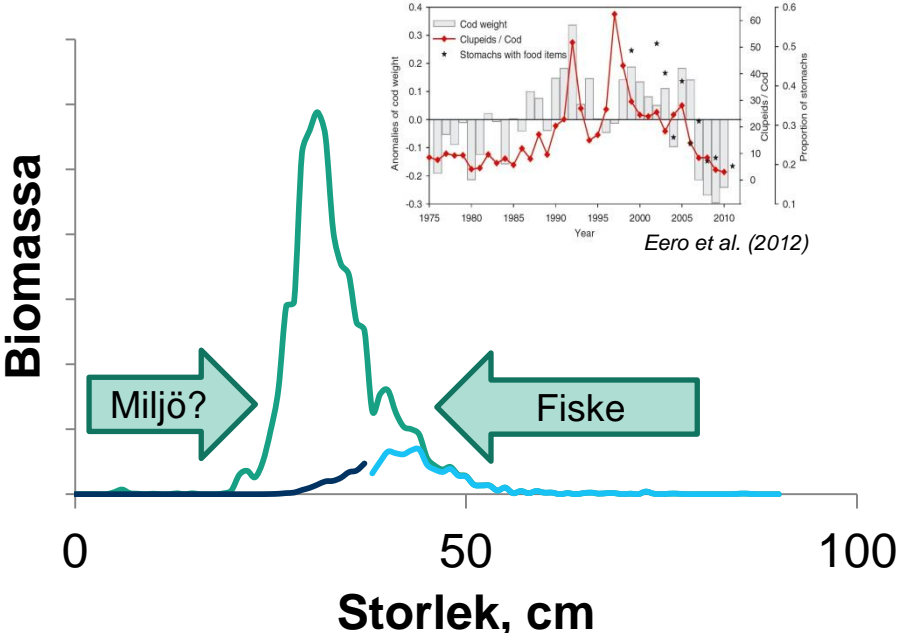 0.4
0.3
0.2
0.1
0.0
-0.1
-0.2
-0.3
Anomalies of cod weight
Cod weight
Clupeids / Cod
Stomachs with food items
60
50
40
30
20
10
0
Clupeids / Cod
0.6
0.5
0.4
0.3
0.2
0.1
Proportion of stomachs
1975 1980 1985 1990 1995 2000 2005 2010
Year
Eero et al. (2012)
Biomassa
Miljö?
Fiske
0 50 100
Storlek, cm